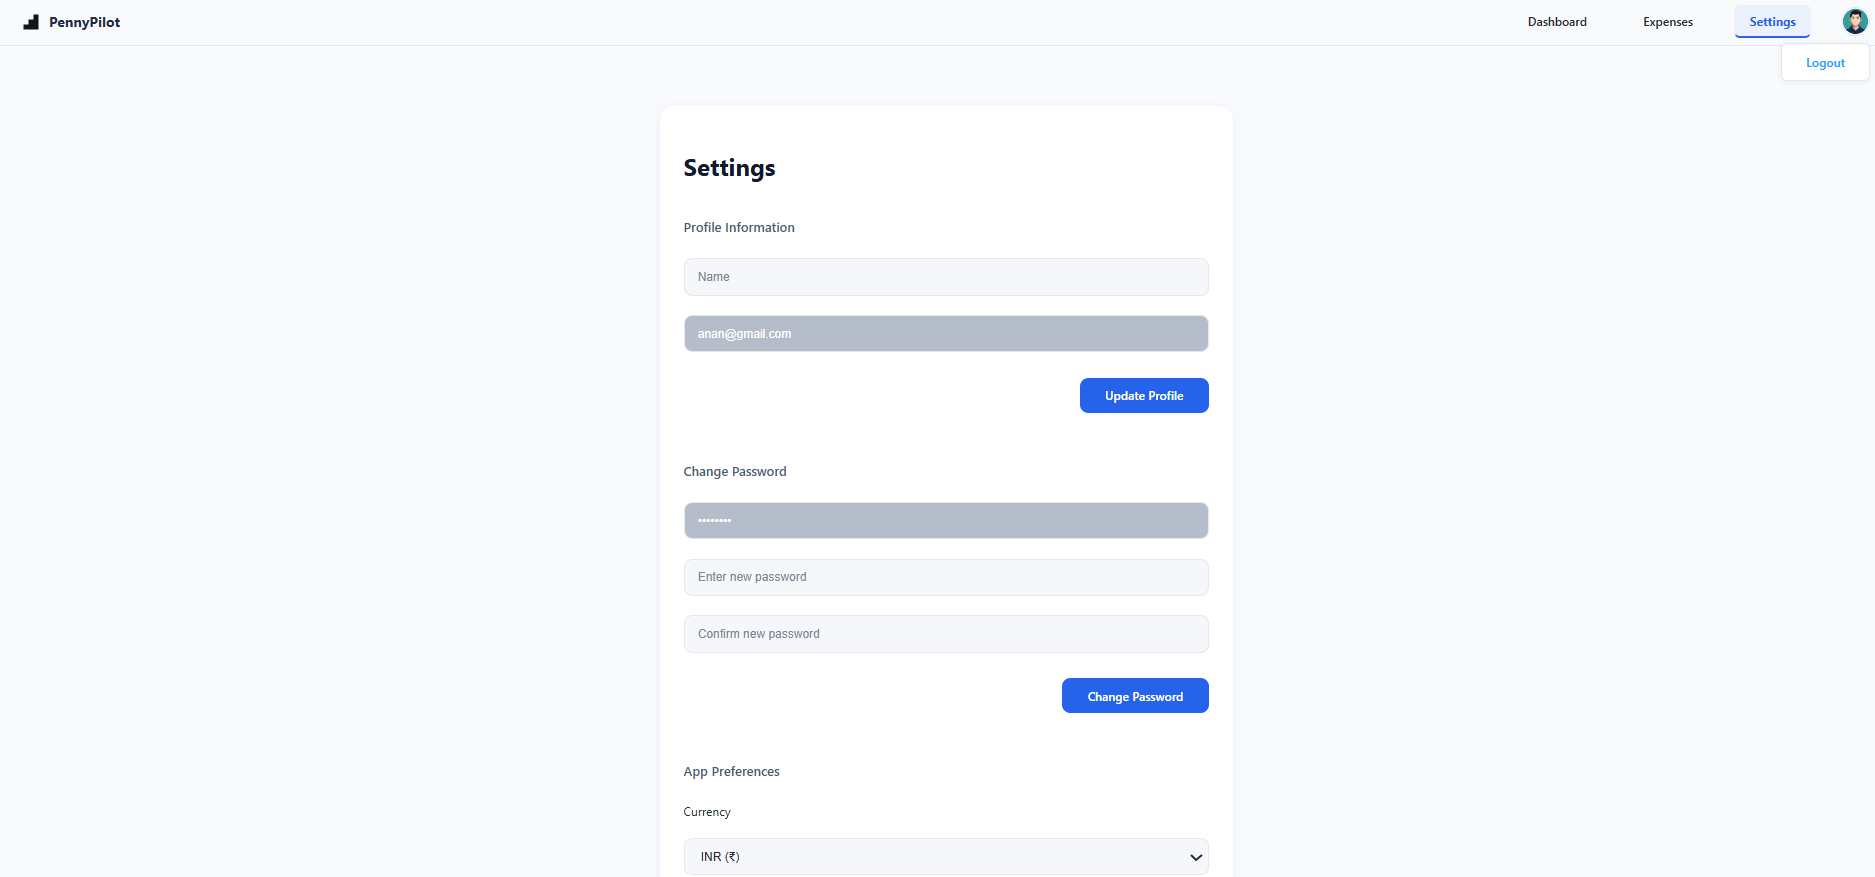 PennyPilot
Dashboard
Expenses
Settings
Logout
Settings
Profile Information
Name
anan@gmail.com
Update Profile
Change Password
••••••••
Enter new password
Confirm new password
Change Password
App Preferences
Currency
INR (₹)